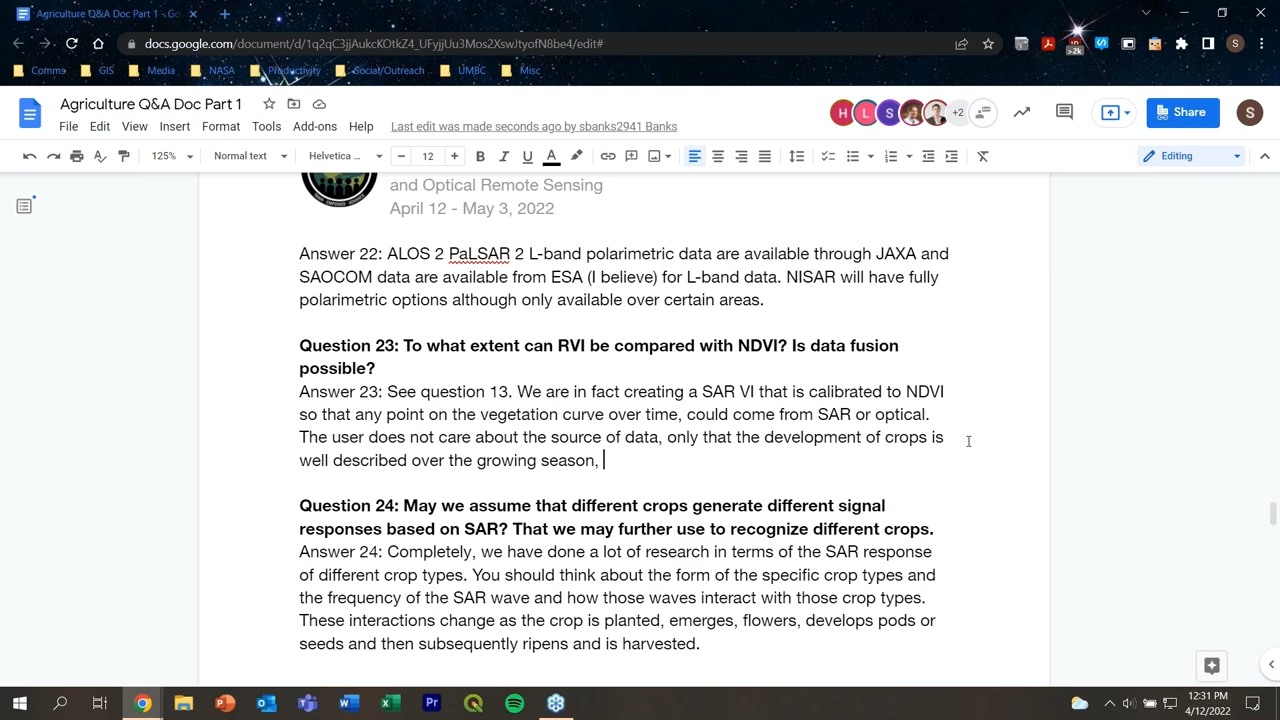 Agriculture Q&A Doc Part 1 - Go
docs.google.com/document/d/1q2qC3jjAukcKOtkZ4_UFyjjUu3Mos2XswJtyofN8be4/edit#
>2k
S
Comms GIS Media NASA Productivity Social/Outreach UMBC Misc
Agriculture Q&A Doc Part 1
H L S +2 Share S
File Edit View Insert Format Tools Add-ons Help Last edit was made seconds ago by sbanks2941 Banks
125% Normal text Helvetica ... 12 B I U A Editing
and Optical Remote Sensing
April 12 - May 3, 2022
Answer 22: ALOS 2 PaLSAR 2 L-band polarimetric data are available through JAXA and
SAOCOM data are available from ESA (I believe) for L-band data. NISAR will have fully
polarimetric options although only available over certain areas.
Question 23: To what extent can RVI be compared with NDVI? Is data fusion
possible?
Answer 23: See question 13. We are in fact creating a SAR VI that is calibrated to NDVI
so that any point on the vegetation curve over time, could come from SAR or optical.
The user does not care about the source of data, only that the development of crops is
well described over the growing season,
Question 24: May we assume that different crops generate different signal
responses based on SAR? That we may further use to recognize different crops.
Answer 24: Completely, we have done a lot of research in terms of the SAR response
of different crop types. You should think about the form of the specific crop types and
the frequency of the SAR wave and how those waves interact with those crop types.
These interactions change as the crop is planted, emerges, flowers, develops pods or
seeds and then subsequently ripens and is harvested.
12:31 PM
4/12/2022